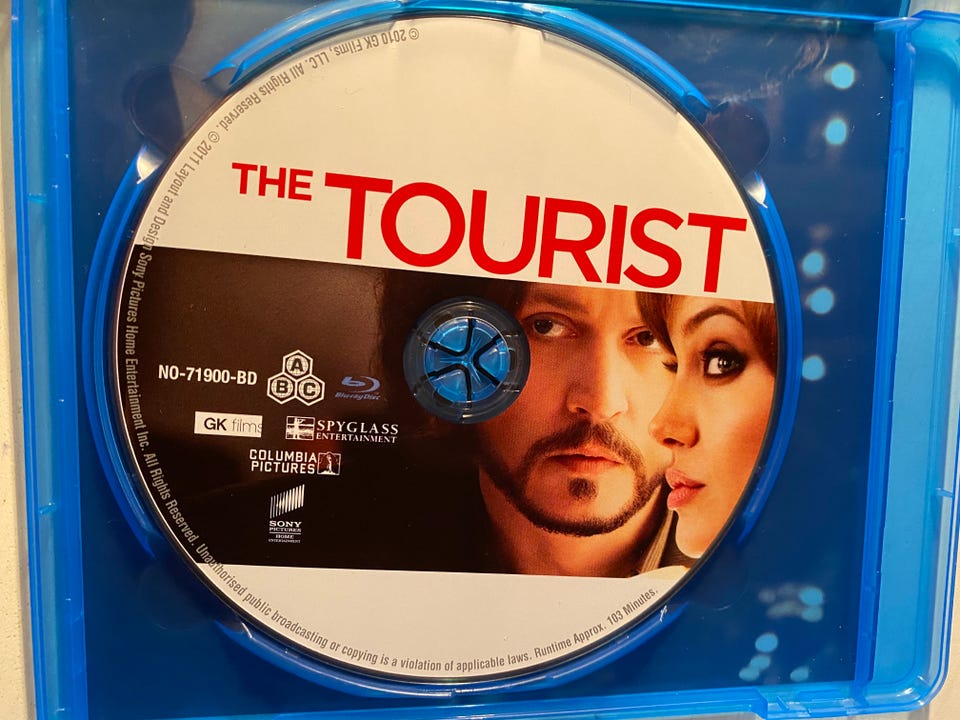 THE TOURIST
NO-71900-BD
A
B C
Blu-ray Disc
GK films
SPYGLASS
ENTERTAINMENT
COLUMBIA
PICTURES
SONY
PICTURES
HOME
ENTERTAINMENT
© 2010 GK Films, LLC. All Rights Reserved. © 2011 Layout and Design Sony Pictures Home Entertainment Inc. All Rights Reserved. Unauthorised public broadcasting or copying is a violation of applicable laws. Runtime Approx. 103 Minutes.